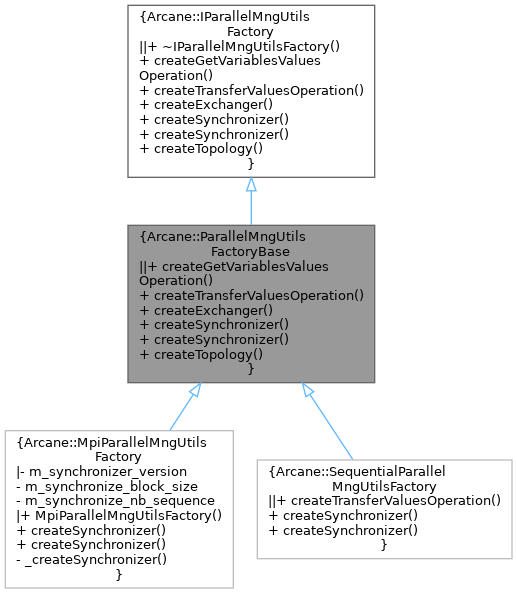 {Arcane::IParallelMngUtils
Factory
||+ ~IParallelMngUtilsFactory()
+ createGetVariablesValues
Operation()
+ createTransferValuesOperation()
+ createExchanger()
+ createSynchronizer()
+ createSynchronizer()
+ createTopology()
}
{Arcane::ParallelMngUtils
FactoryBase
||+ createGetVariablesValues
Operation()
+ createTransferValuesOperation()
+ createExchanger()
+ createSynchronizer()
+ createSynchronizer()
+ createTopology()
}
{Arcane::MpiParallelMngUtils
Factory
|- m_synchronizer_version
- m_synchronize_block_size
- m_synchronize_nb_sequence
|+ MpiParallelMngUtilsFactory()
+ createSynchronizer()
+ createSynchronizer()
- _createSynchronizer()
}
{Arcane::SequentialParallel
MngUtilsFactory
||+ createTransferValuesOperation()
+ createSynchronizer()
+ createSynchronizer()
}